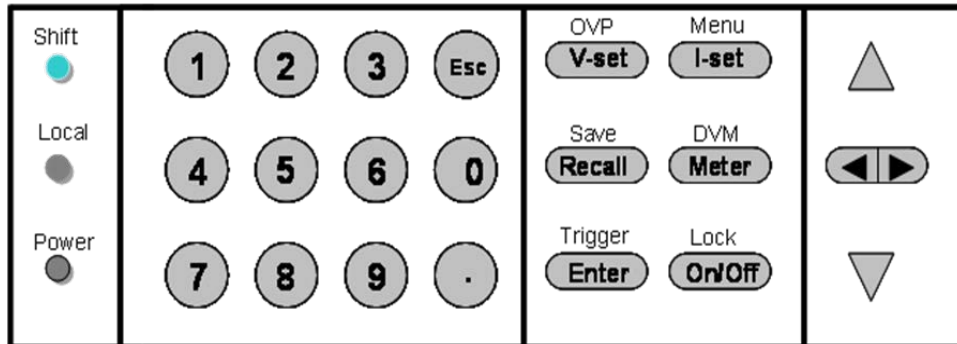 Shift
Local
Power
1 2 3 Esc
4 5 6 0
7 8 9 .
OVP Menu
V-set I-set
Save DVM
Recall Meter
Trigger Lock
Enter On/Off